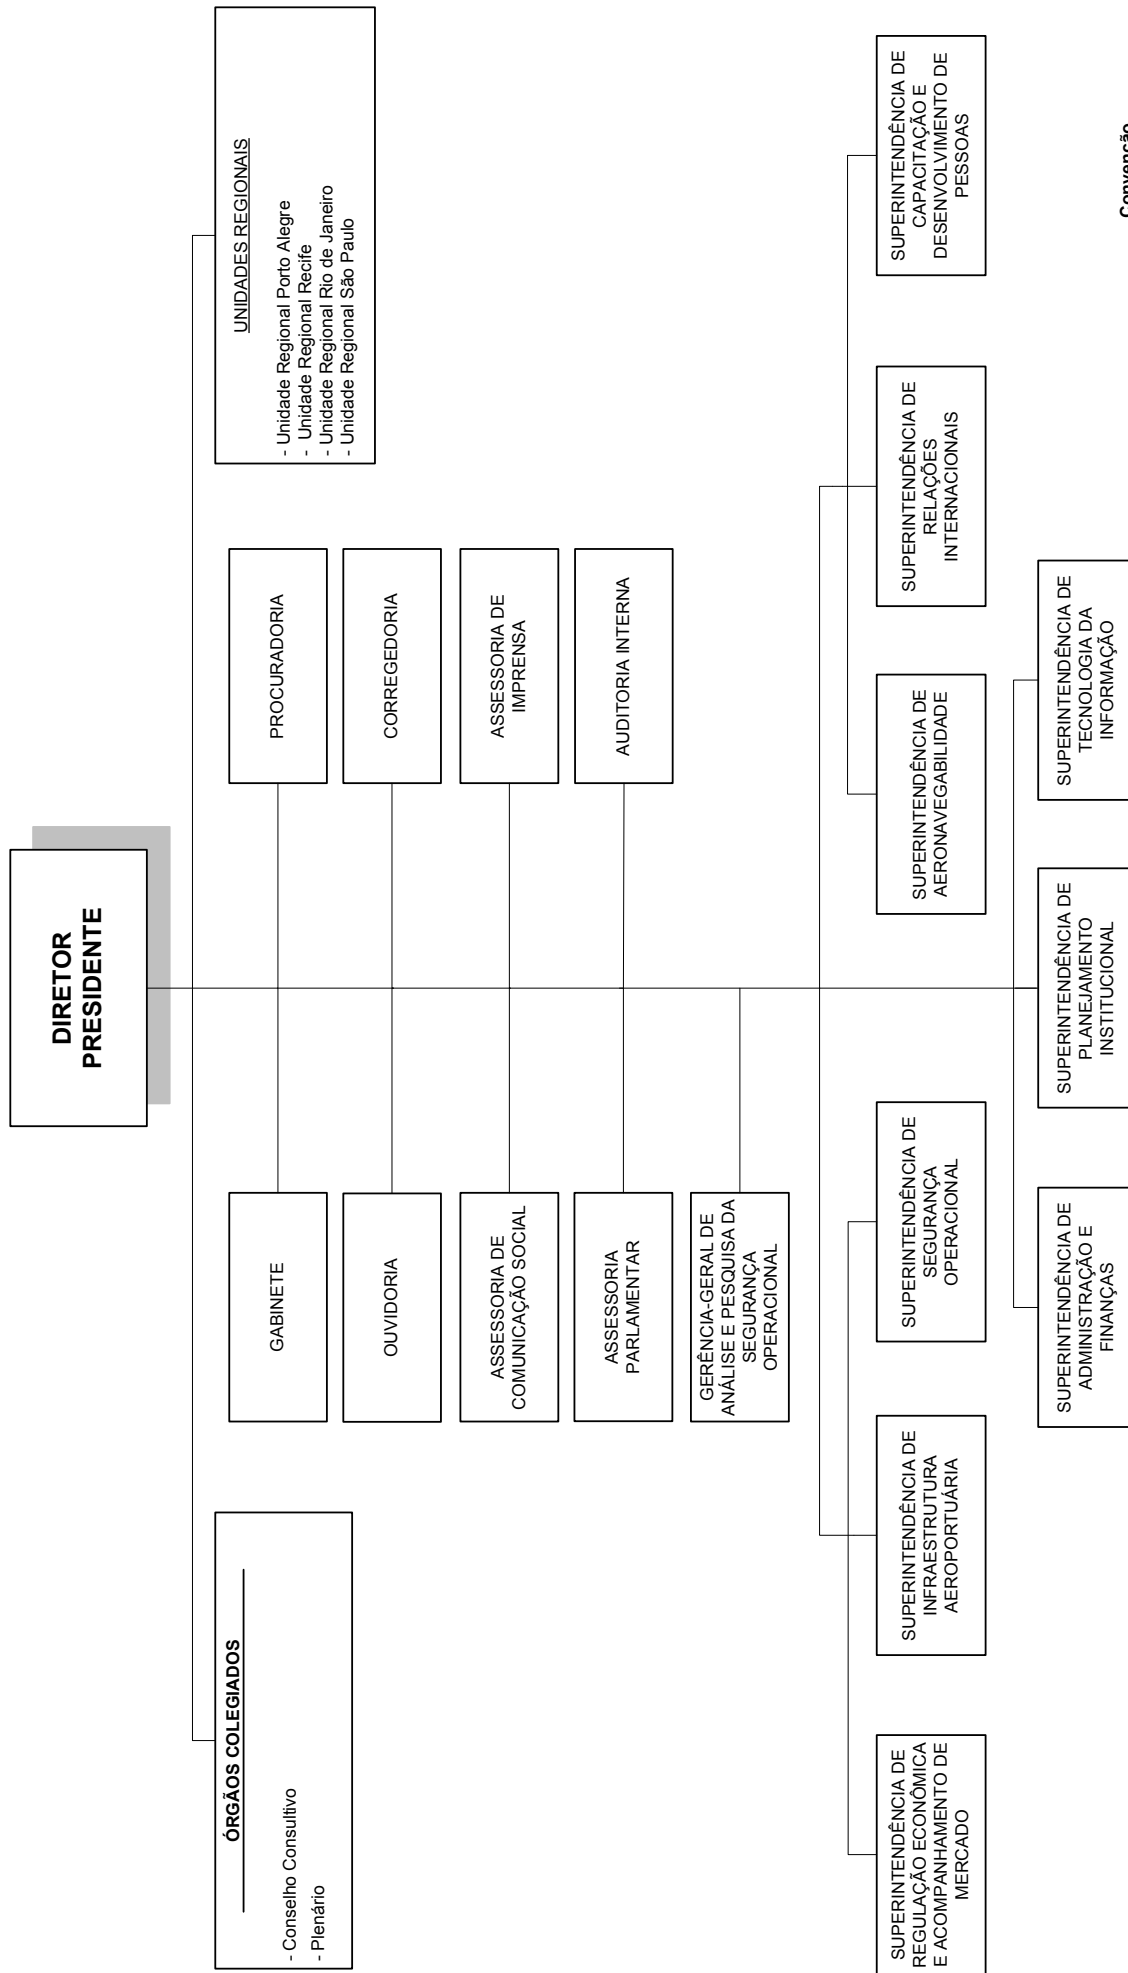 DIRETOR
PRESIDENTE
ÓRGÃOS COLEGIADOS
- Conselho Consultivo
- Plenário
UNIDADES REGIONAIS
- Unidade Regional Porto Alegre
- Unidade Regional Recife
- Unidade Regional Rio de Janeiro
- Unidade Regional São Paulo
GABINETE
PROCURADORIA
OUVIDORIA
CORREGEDORIA
ASSESSORIA DE
COMUNICAÇÃO SOCIAL
ASSESSORIA DE
IMPRENSA
ASSESSORIA
PARLAMENTAR
AUDITORIA INTERNA
GERÊNCIA-GERAL DE
ANÁLISE E PESQUISA DA
SEGURANÇA
OPERACIONAL
SUPERINTENDÊNCIA DE
REGULAÇÃO ECONÔMICA
E ACOMPANHAMENTO DE
MERCADO
SUPERINTENDÊNCIA DE
INFRAESTRUTURA
AEROPORTUÁRIA
SUPERINTENDÊNCIA DE
SEGURANÇA
OPERACIONAL
SUPERINTENDÊNCIA DE
AERONAVEGABILIDADE
SUPERINTENDÊNCIA DE
RELAÇÕES
INTERNACIONAIS
SUPERINTENDÊNCIA DE
CAPACITAÇÃO E
DESENVOLVIMENTO DE
PESSOAS
SUPERINTENDÊNCIA DE
ADMINISTRAÇÃO E
FINANÇAS
SUPERINTENDÊNCIA DE
PLANEJAMENTO
INSTITUCIONAL
SUPERINTENDÊNCIA DE
TECNOLOGIA DA
INFORMAÇÃO
Convenção